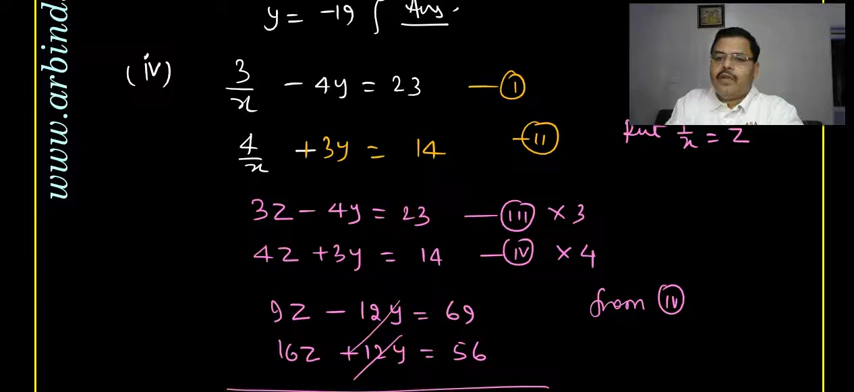 y = -19 } Ans.
(iv) 3/x - 4y = 23 — (I)
4/x + 3y = 14 — (II)
Put 1/x = Z
3Z - 4y = 23 — (III) × 3
4Z + 3y = 14 — (IV) × 4
9Z - 12y = 69
from (IV)
16Z + 12y = 56
www.arbind